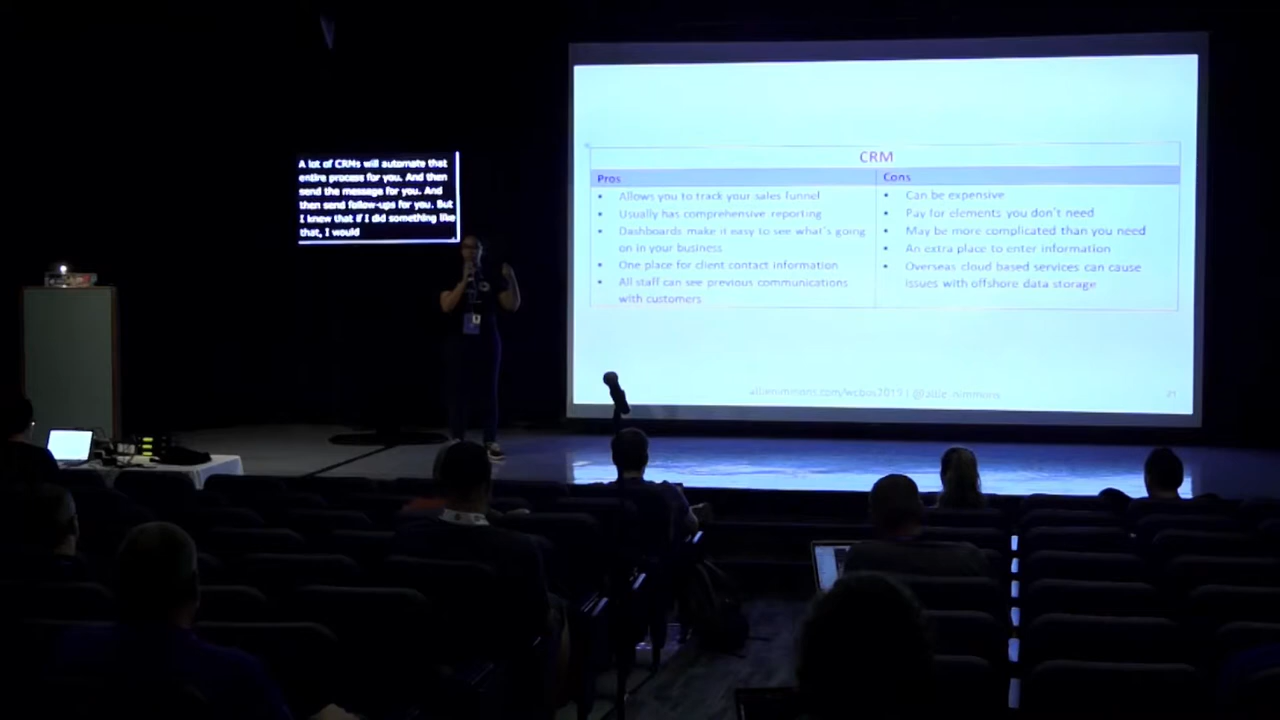 A lot of CRMs will automate that
entire process for you. And then
send the message for you. And
then send follow-ups for you. But
I knew that if I did something like
that, I would
CRM
Pros
• Allows you to track your sales funnel
• Usually has comprehensive reporting
• Dashboards make it easy to see what's going
on in your business
• One place for client contact information
• All staff can see previous communications
with customers
Cons
• Can be expensive
• Pay for elements you don't need
• May be more complicated than you need
• An extra place to enter information
• Overseas cloud based services can cause
issues with offshore data storage
allienimmons.com/wcbus2019 | @allie_nimmons